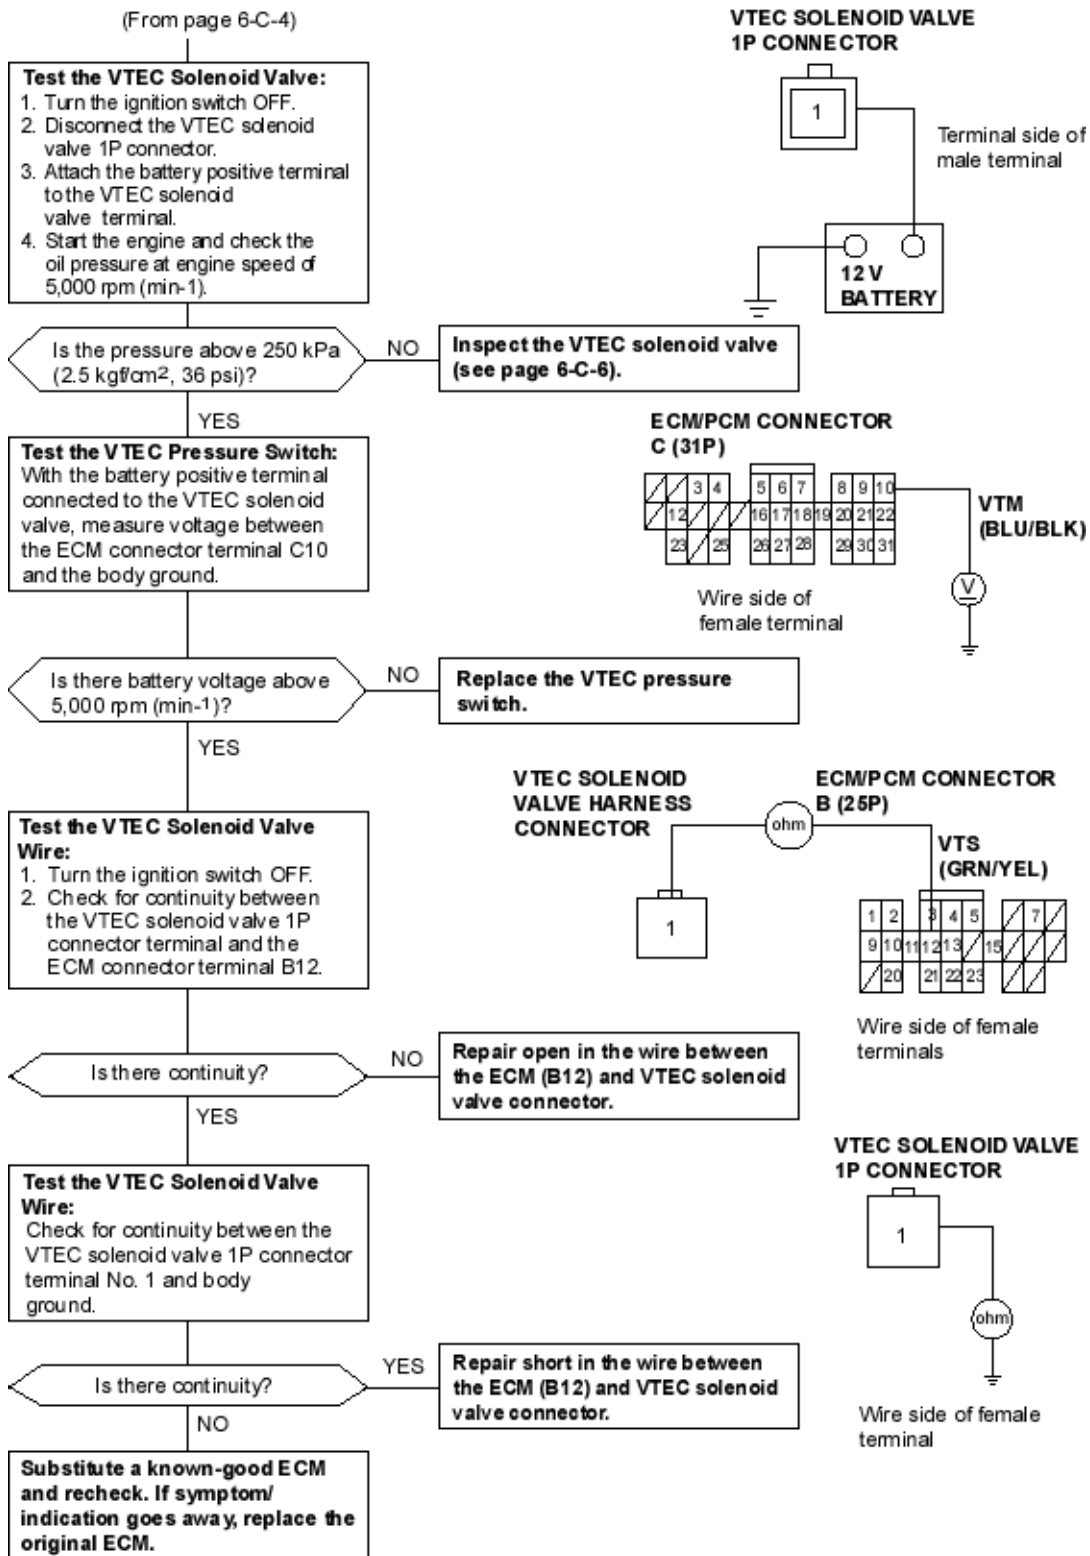 (From page 6-C-4)
Test the VTEC Solenoid Valve:
1. Turn the ignition switch OFF.
2. Disconnect the VTEC solenoid
valve 1P connector.
3. Attach the battery positive terminal
to the VTEC solenoid
valve terminal.
4. Start the engine and check the
oil pressure at engine speed of
5,000 rpm (min-1).
VTEC SOLENOID VALVE
1P CONNECTOR
1
Terminal side of
male terminal
12 V
BATTERY
Is the pressure above 250 kPa
(2.5 kgf/cm2, 36 psi)?
NO
Inspect the VTEC solenoid valve
(see page 6-C-6).
YES
Test the VTEC Pressure Switch:
With the battery positive terminal
connected to the VTEC solenoid
valve, measure voltage between
the ECM connector terminal C10
and the body ground.
ECM/PCM CONNECTOR
C (31P)
3 4 5 6 7 8 9 10
12 16 17 18 19 20 21 22
23 25 26 27 28 29 30 31
VTM
(BLU/BLK)
V
Wire side of
female terminal
Is there battery voltage above
5,000 rpm (min-1)?
NO
Replace the VTEC pressure
switch.
YES
Test the VTEC Solenoid Valve
Wire:
1. Turn the ignition switch OFF.
2. Check for continuity between
the VTEC solenoid valve 1P
connector terminal and the
ECM connector terminal B12.
VTEC SOLENOID
VALVE HARNESS
CONNECTOR
1
ohm
ECM/PCM CONNECTOR
B (25P)
VTS
(GRN/YEL)
1 2 3 4 5 7
9 10 11 12 13 15
20 21 22 23
Wire side of female
terminals
Is there continuity?
NO
Repair open in the wire between
the ECM (B12) and VTEC solenoid
valve connector.
YES
Test the VTEC Solenoid Valve
Wire:
Check for continuity between the
VTEC solenoid valve 1P connector
terminal No. 1 and body
ground.
VTEC SOLENOID VALVE
1P CONNECTOR
1
ohm
Wire side of female
terminal
Is there continuity?
YES
Repair short in the wire between
the ECM (B12) and VTEC solenoid
valve connector.
NO
Substitute a known-good ECM
and recheck. If symptom/
indication goes away, replace the
original ECM.